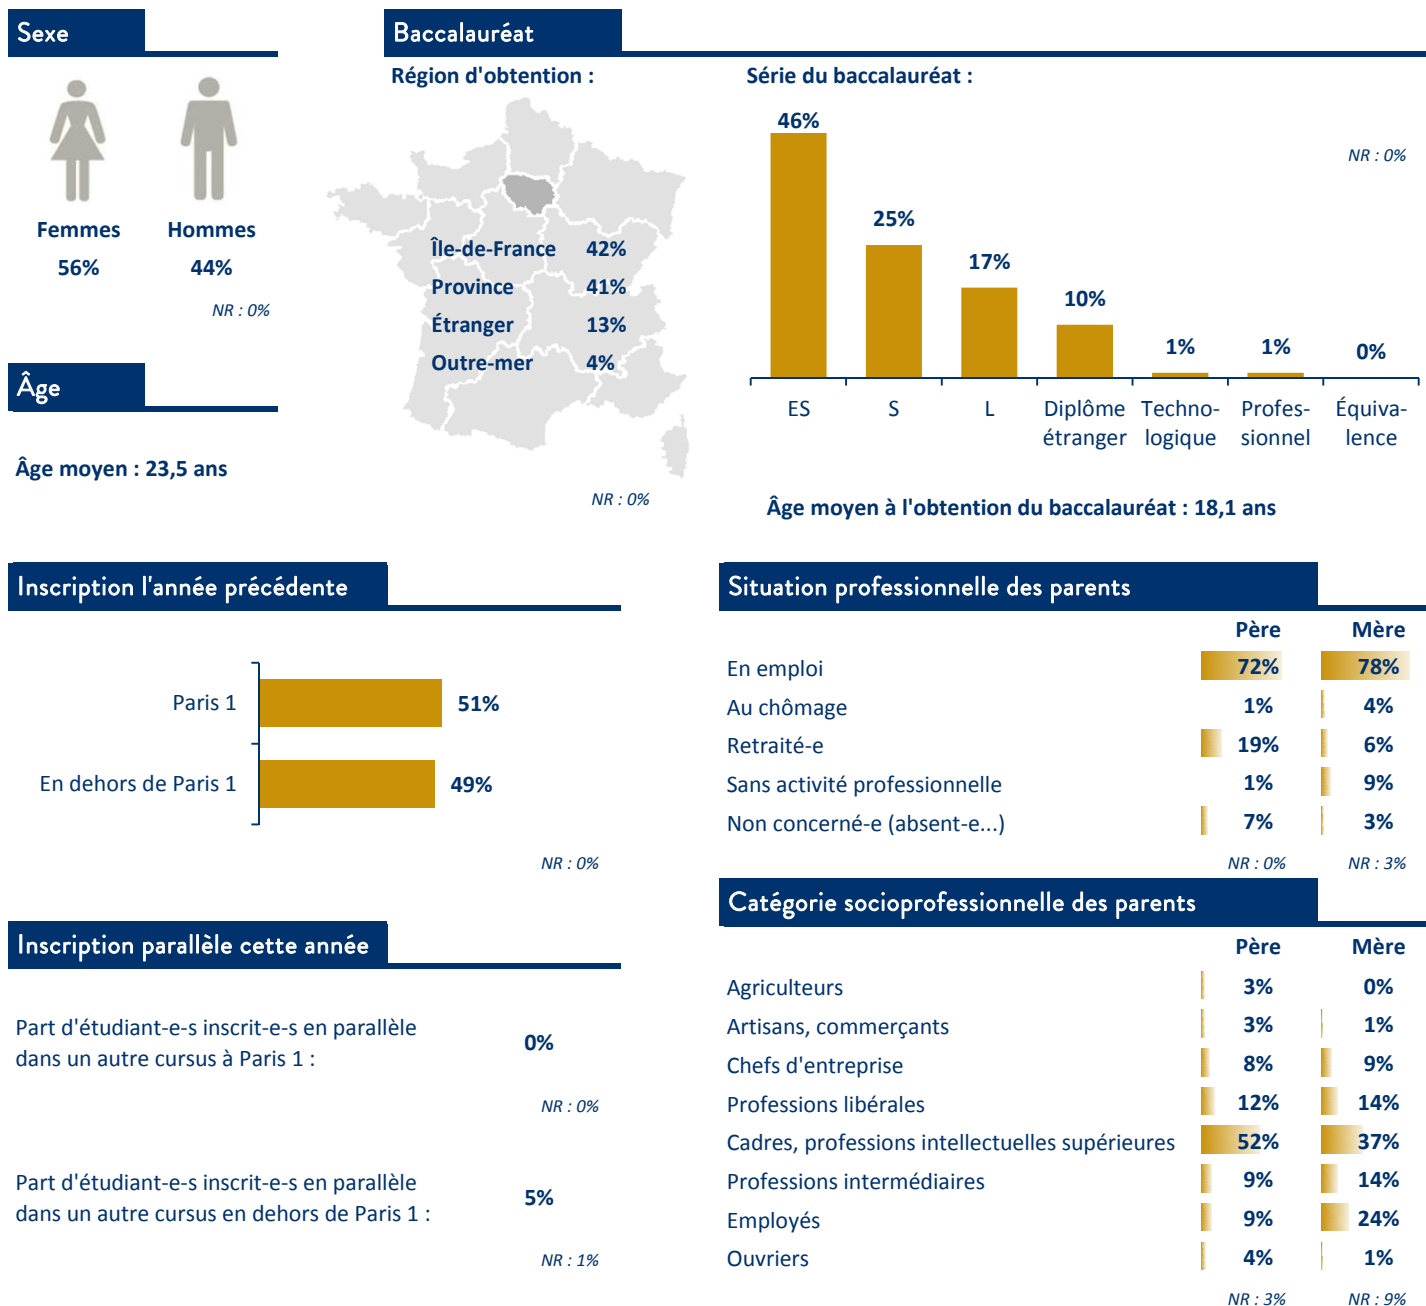 Sexe
Femmes Hommes
56% 44%
NR : 0%
Âge
Âge moyen : 23,5 ans
Baccalauréat
Région d'obtention :
Île-de-France 42%
Province 41%
Étranger 13%
Outre-mer 4%
NR : 0%
Série du baccalauréat :
NR : 0%
46% 25% 17% 10% 1% 1% 0%
ES S L Diplôme Techno- Profes- Équiva-
étranger logique sionnel lence
Âge moyen à l'obtention du baccalauréat : 18,1 ans
Inscription l'année précédente
Paris 1 51%
En dehors de Paris 1 49%
NR : 0%
Inscription parallèle cette année
Part d'étudiant-e-s inscrit-e-s en parallèle
dans un autre cursus à Paris 1 :
0%
NR : 0%
Part d'étudiant-e-s inscrit-e-s en parallèle
dans un autre cursus en dehors de Paris 1 :
5%
NR : 1%
Situation professionnelle des parents
Père Mère
En emploi 72% 78%
Au chômage 1% 4%
Retraité-e 19% 6%
Sans activité professionnelle 1% 9%
Non concerné-e (absent-e...) 7% 3%
NR : 0% NR : 3%
Catégorie socioprofessionnelle des parents
Père Mère
Agriculteurs 3% 0%
Artisans, commerçants 3% 1%
Chefs d'entreprise 8% 9%
Professions libérales 12% 14%
Cadres, professions intellectuelles supérieures 52% 37%
Professions intermédiaires 9% 14%
Employés 9% 24%
Ouvriers 4% 1%
NR : 3% NR : 9%